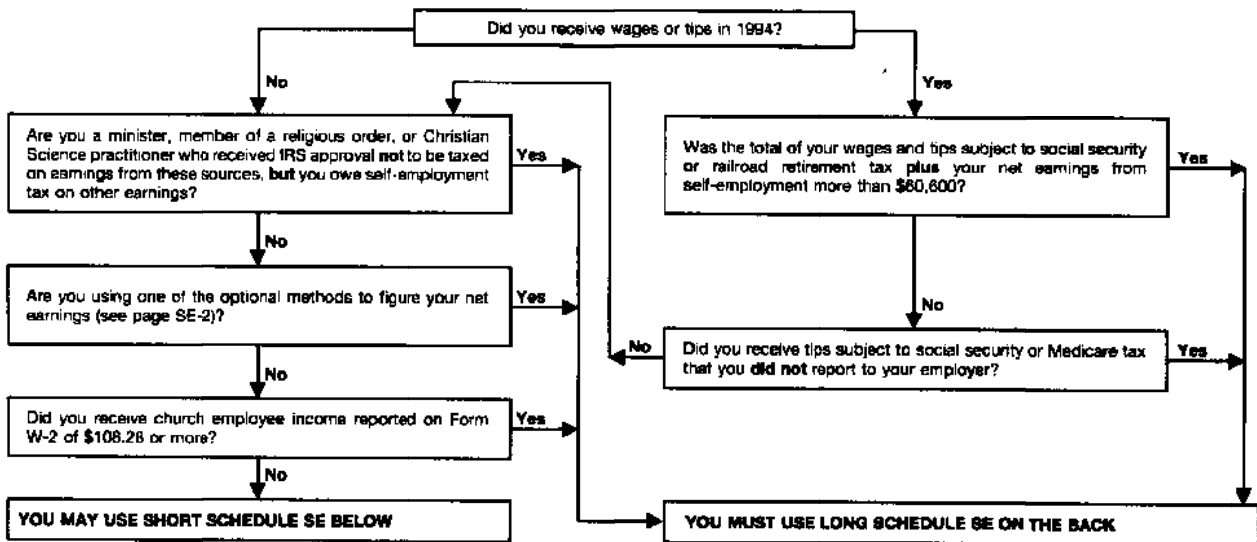 Did you receive wages or tips in 1994?
No
Yes
Are you a minister, member of a religious order, or Christian
Science practitioner who received IRS approval not to be taxed
on earnings from these sources, but you owe self-employment
tax on other earnings?
Yes
Was the total of your wages and tips subject to social security
or railroad retirement tax plus your net earnings from
self-employment more than $60,600?
Yes
No
Are you using one of the optional methods to figure your net
earnings (see page SE-2)?
Yes
No
No
Did you receive tips subject to social security or Medicare tax
that you did not report to your employer?
Yes
No
Did you receive church employee income reported on Form
W-2 of $108.28 or more?
Yes
No
YOU MAY USE SHORT SCHEDULE SE BELOW
YOU MUST USE LONG SCHEDULE SE ON THE BACK